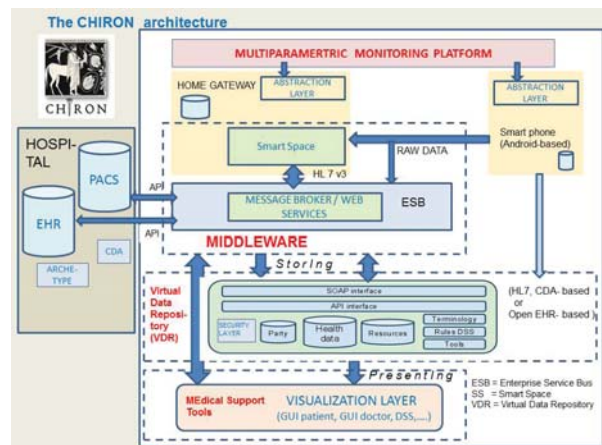 The CHIRON architecture
MULTIPARAMETRIC MONITORING PLATFORM
CHIRON
HOME GATEWAY
ABSTRACTION
LAYER
ABSTRACTION
LAYER
HOSPI-
TAL
PACS
EHR
CDA
ARCHE-
TYPE
API
API
Smart Space
HL 7 v3
RAW DATA
Smart phone
(Android-based)
MESSAGE BROKER / WEB
SERVICES
ESB
MIDDLEWARE
Storing
Virtual
Data
Reposi-
tory
(VDR)
SOAP interface
API interface
SECURITY
LAYER
Party
Health
data
Resources
Terminology
Rules DSS
Tools
(HL7, CDA- based
or
Open EHR- based)
Presenting
MEdical Support
Tools
VISUALIZATION LAYER
(GUI patient, GUI doctor, DSS,....)
ESB = Enterprise Service Bus
SS = Smart Space
VDR = Virtual Data Repository